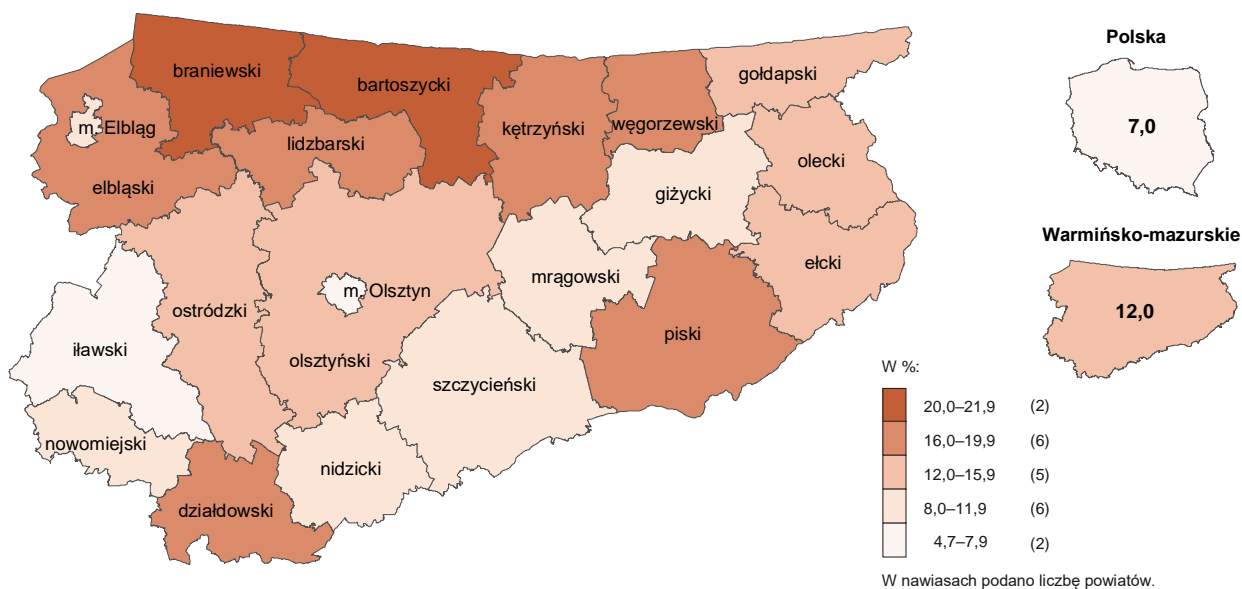 braniewski
bartoszycki
gołdapski
m. Elbląg
kętrzyński
węgorzewski
lidzbarski
olecki
elbląski
giżycki
mrągowski
ełcki
m. Olsztyn
ostródzki
iławski
olsztyński
piski
szczycieński
nowomiejski
nidzicki
działdowski
Polska
7,0
Warmińsko-mazurskie
12,0
W %:
20,0–21,9 (2)
16,0–19,9 (6)
12,0–15,9 (5)
8,0–11,9 (6)
4,7–7,9 (2)
W nawiasach podano liczbę powiatów.